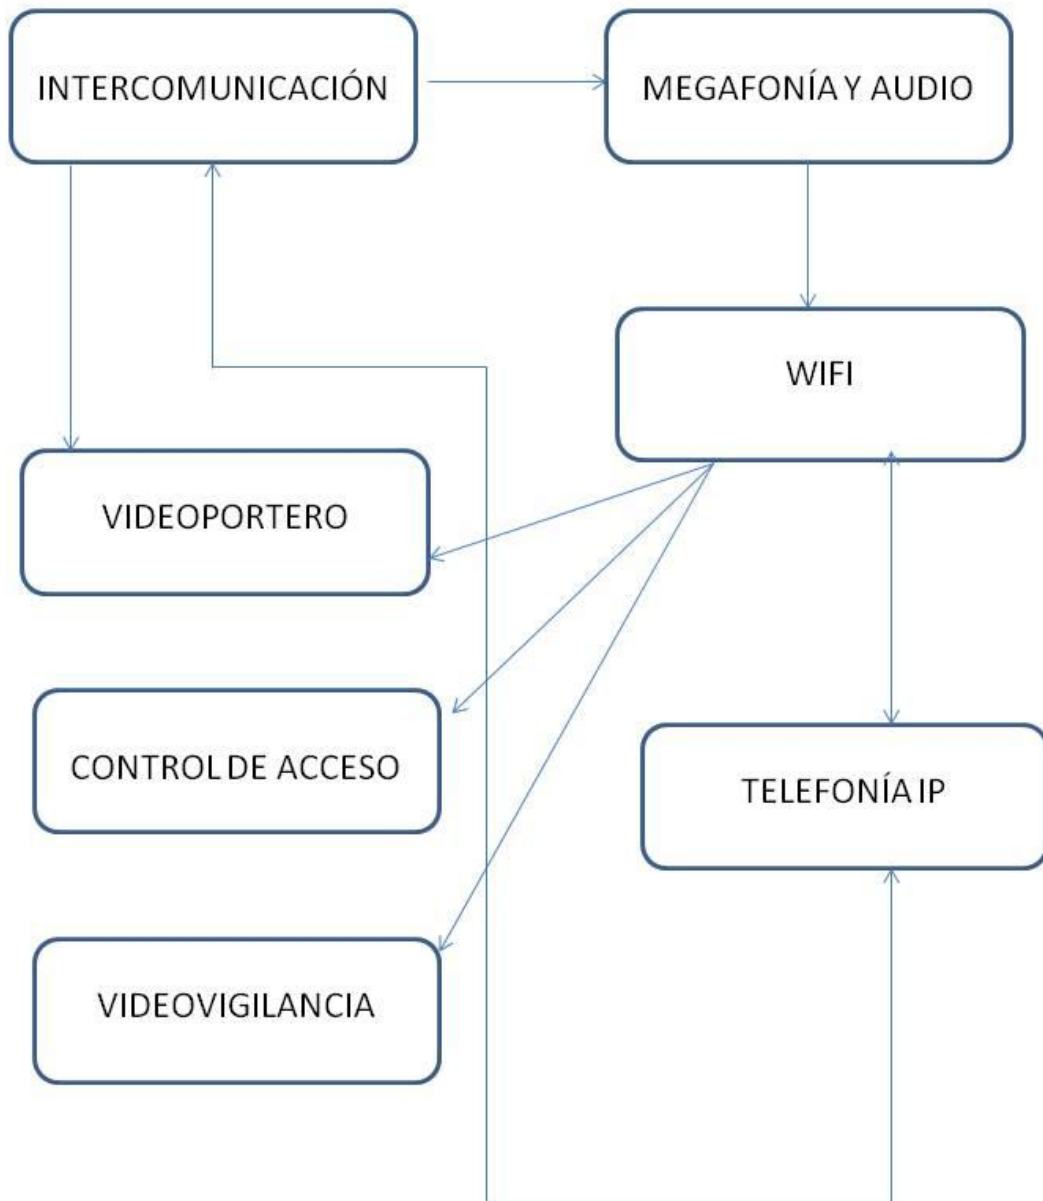 INTERCOMUNICACIÓN
MEGAFONÍA Y AUDIO
WIFI
VIDEOPORTERO
CONTROL DE ACCESO
TELEFONÍA IP
VIDEOVIGILANCIA